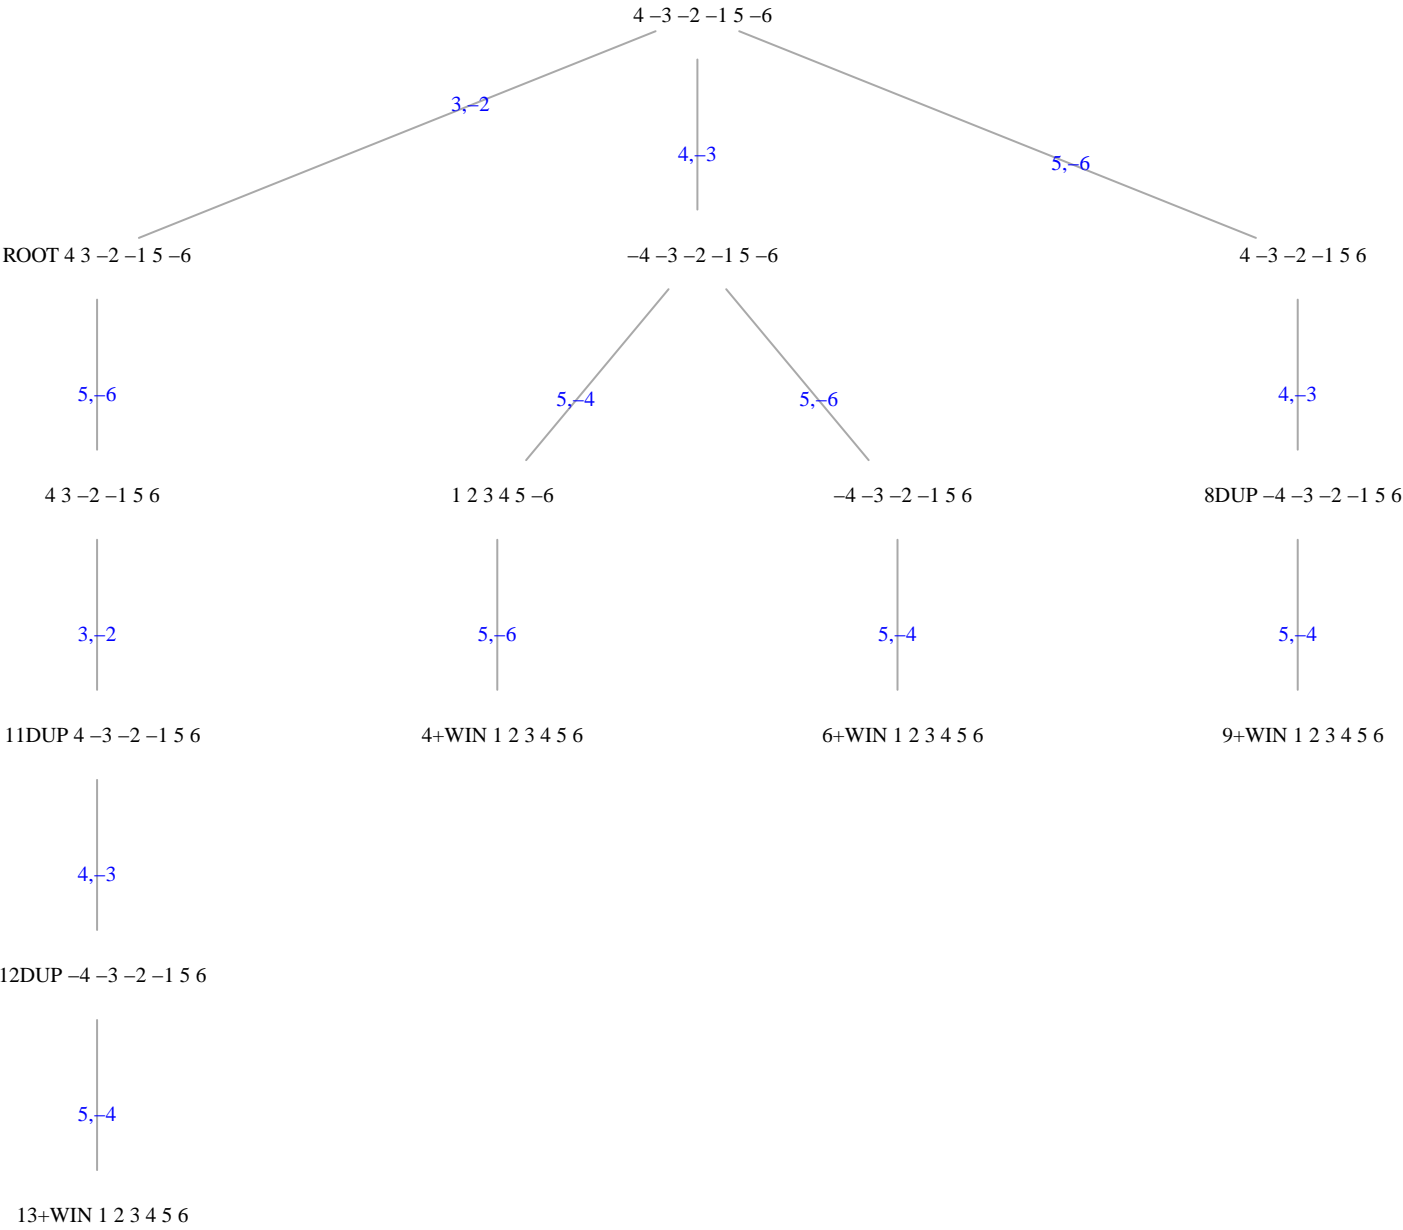 4 –3 –2 –1 5 –6
3,–2
4,–3
5,–6
ROOT 4 3 –2 –1 5 –6
–4 –3 –2 –1 5 –6
4 –3 –2 –1 5 6
5,–6
5,–4
5,–6
4,–3
4 3 –2 –1 5 6
1 2 3 4 5 –6
–4 –3 –2 –1 5 6
8DUP –4 –3 –2 –1 5 6
3,–2
5,–6
5,–4
5,–4
11DUP 4 –3 –2 –1 5 6
4+WIN 1 2 3 4 5 6
6+WIN 1 2 3 4 5 6
9+WIN 1 2 3 4 5 6
4,–3
12DUP –4 –3 –2 –1 5 6
5,–4
13+WIN 1 2 3 4 5 6